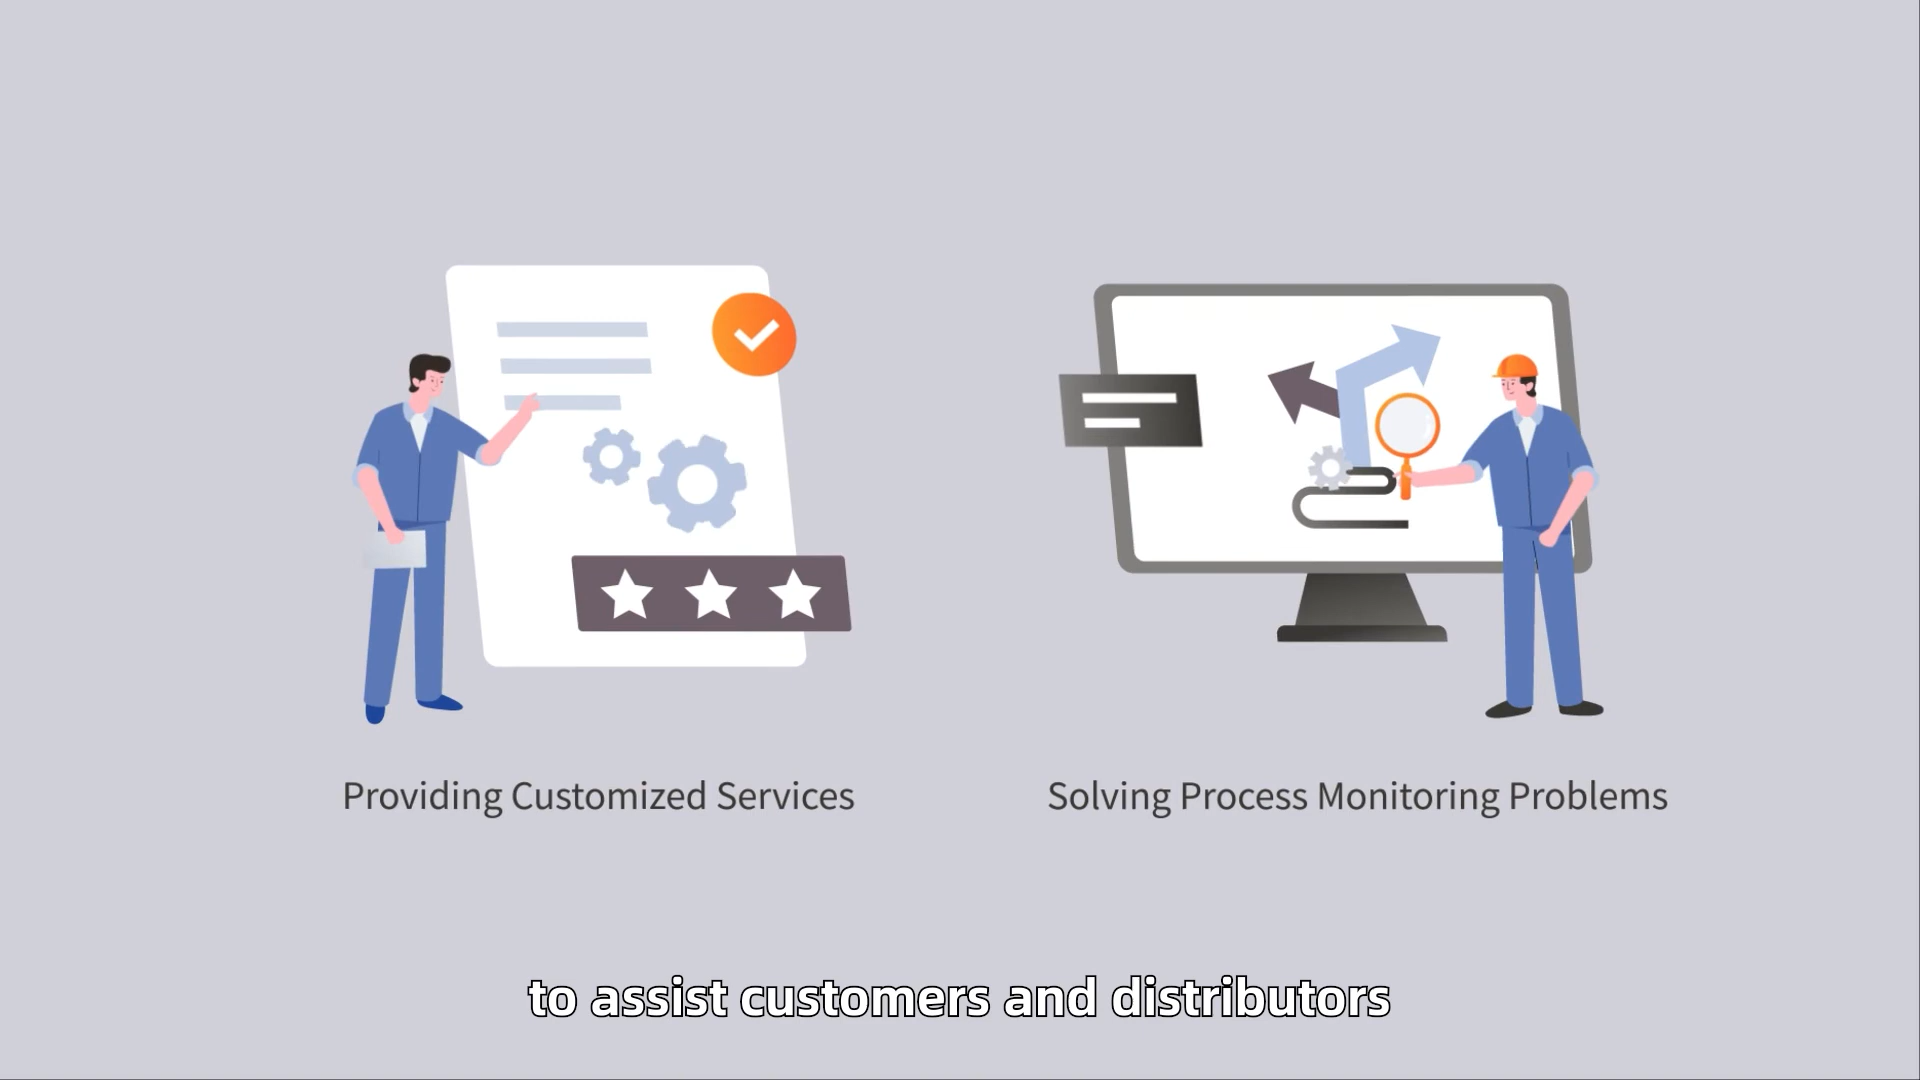 Providing Customized Services
Solving Process Monitoring Problems
to assist customers and distributors